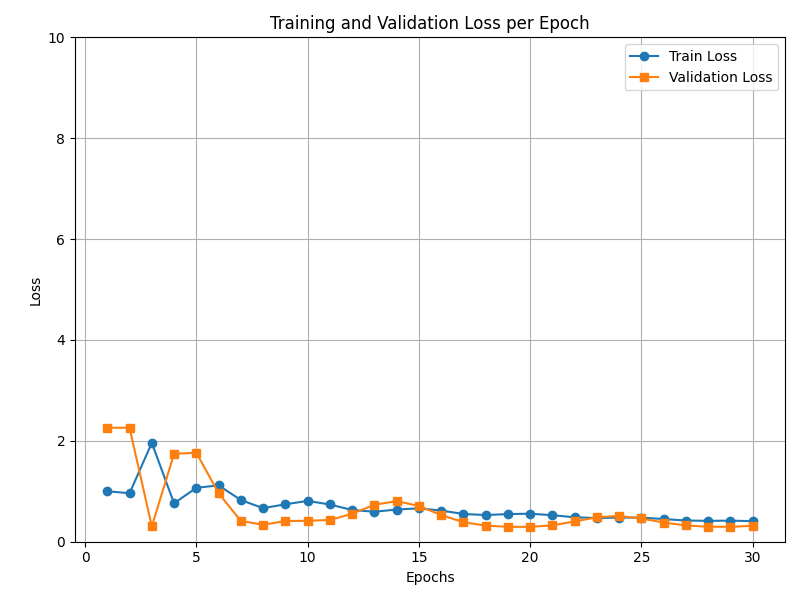 Training and Validation Loss per Epoch
Train Loss
Validation Loss
Loss
10
8
6
4
2
0
0 5 10 15 20 25 30
Epochs